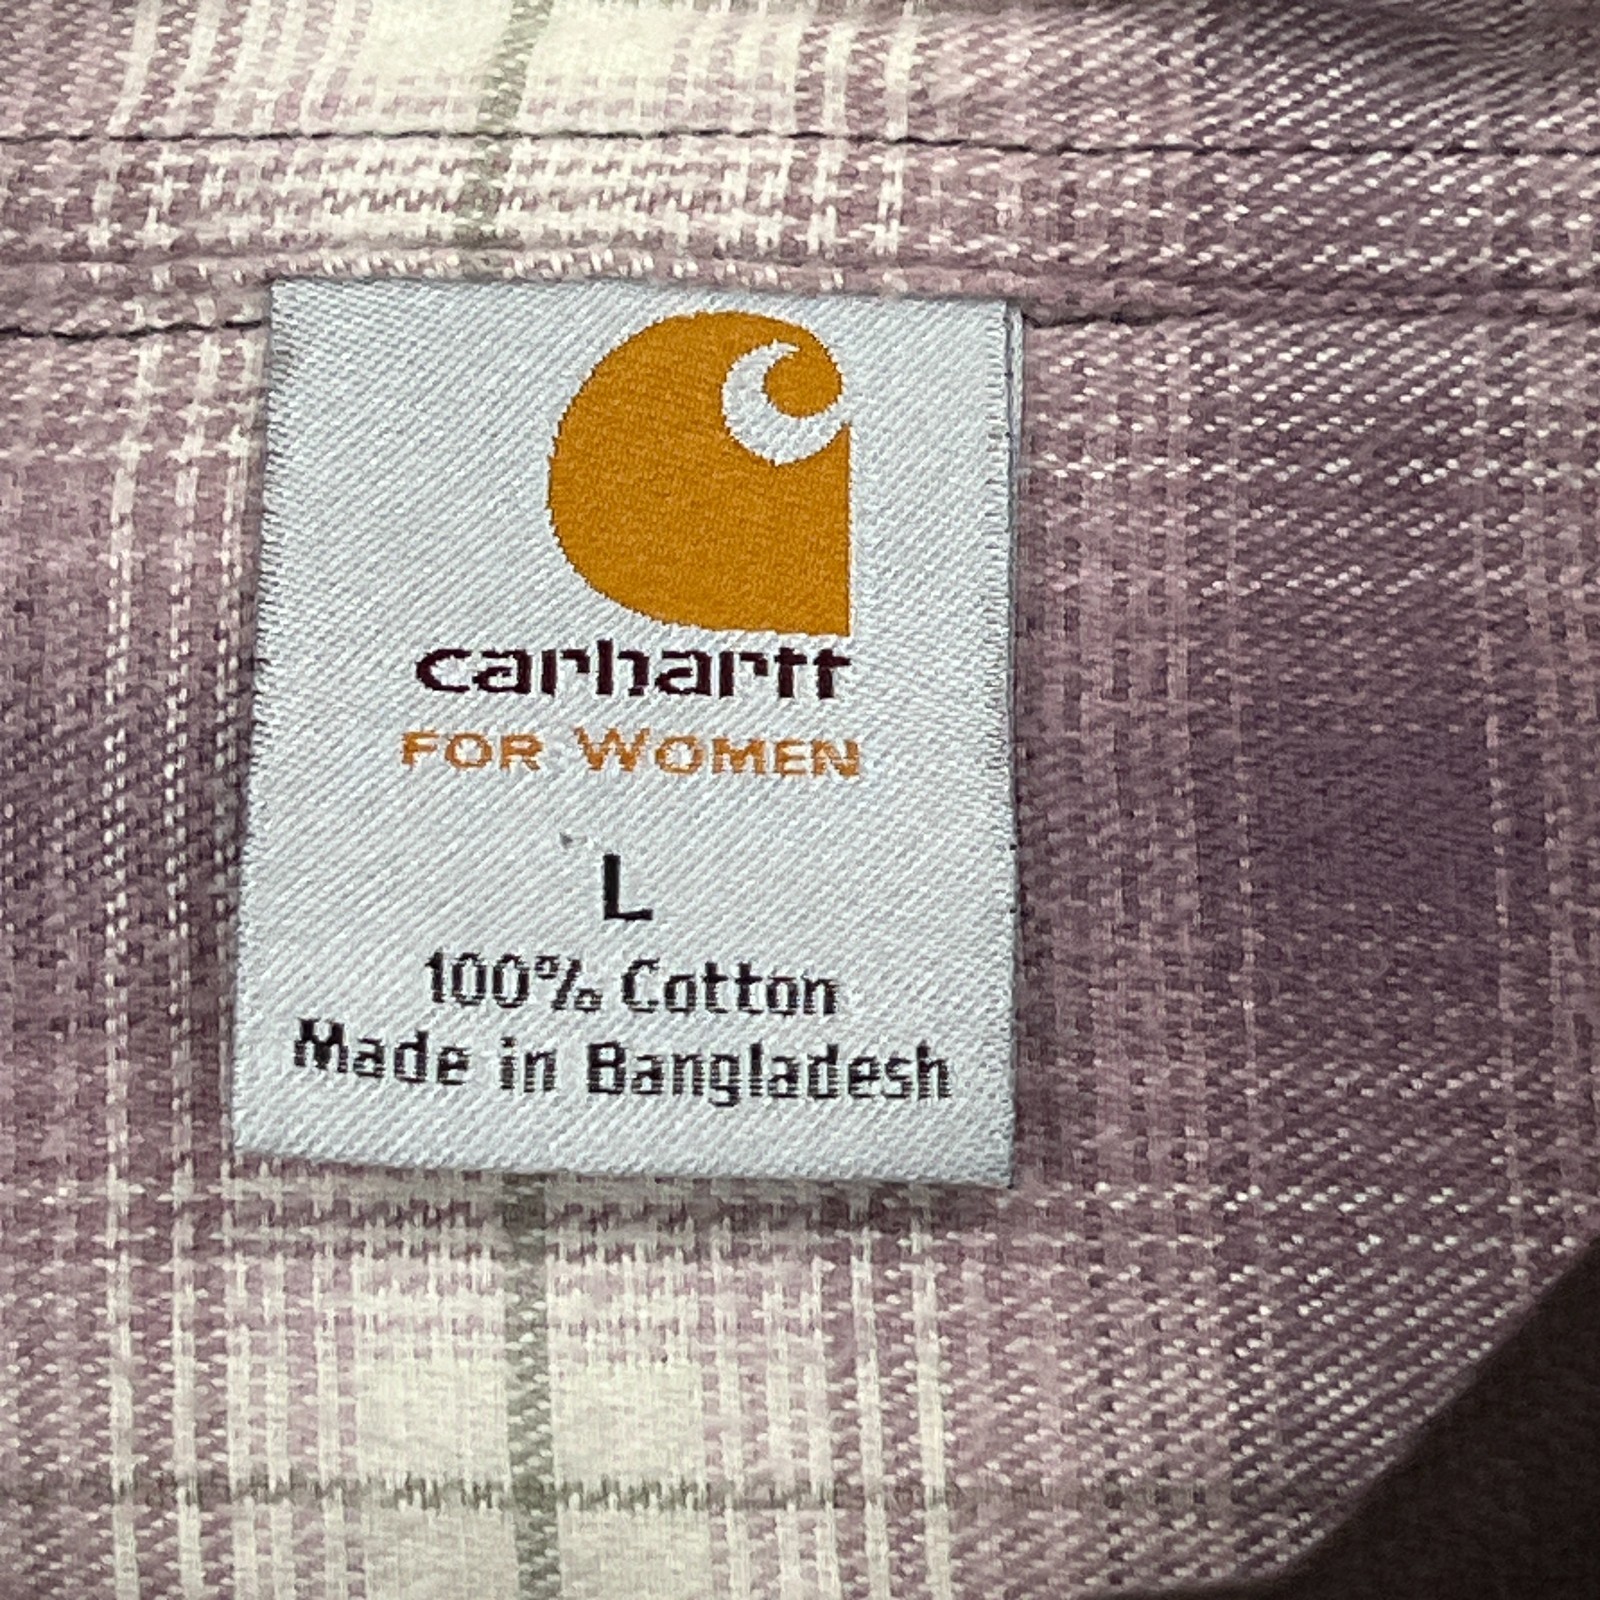 carhartt
FOR WOMEN
L
100% Cotton
Made in Bangladesh